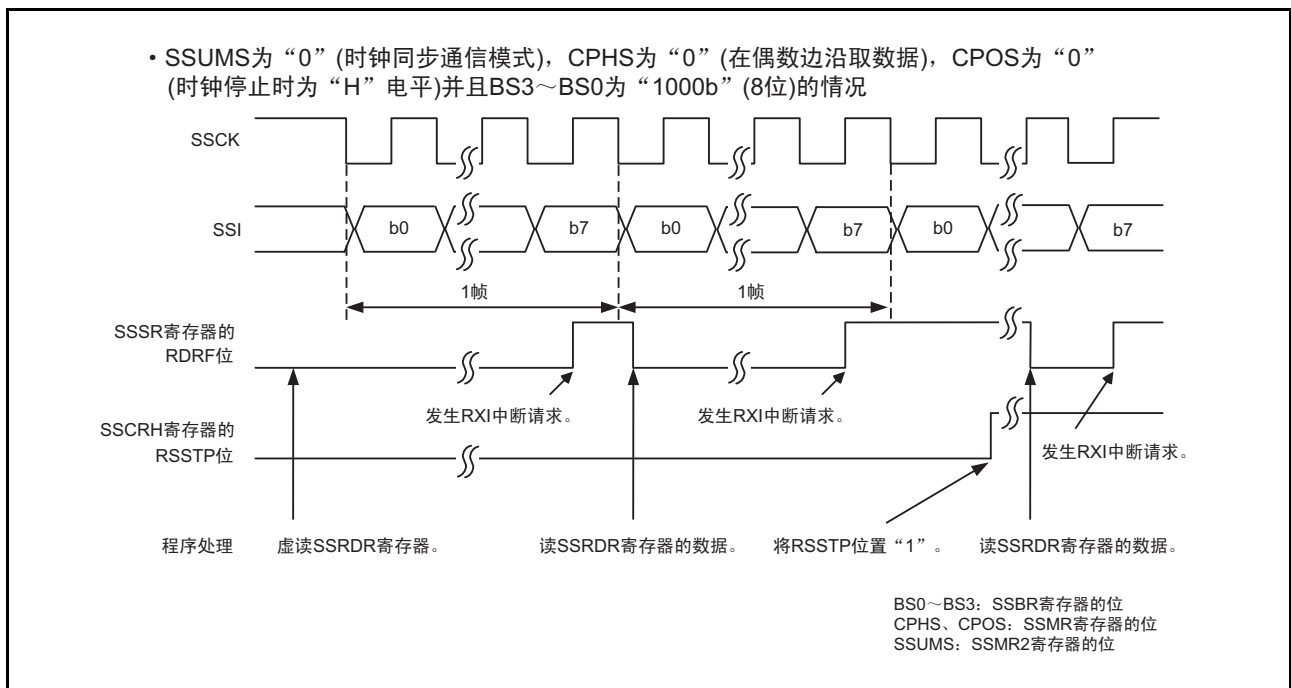 • SSUMS为“0”(时钟同步通信模式)，CPHS为“0”(在偶数边沿取数据)，CPOS为“0”
(时钟停止时为“H”电平)并且BS3～BS0为“1000b”(8位)的情况
SSCK
SSI
b0
b7
b0
b7
b0
b7
1帧
1帧
SSSR寄存器的
RDRF位
发生RXI中断请求。
发生RXI中断请求。
发生RXI中断请求。
SSCRH寄存器的
RSSTP位
程序处理
虚读SSRDR寄存器。
读SSRDR寄存器的数据。
将RSSTP位置“1”。
读SSRDR寄存器的数据。
BS0～BS3：SSBR寄存器的位
CPHS、CPOS：SSMR寄存器的位
SSUMS：SSMR2寄存器的位